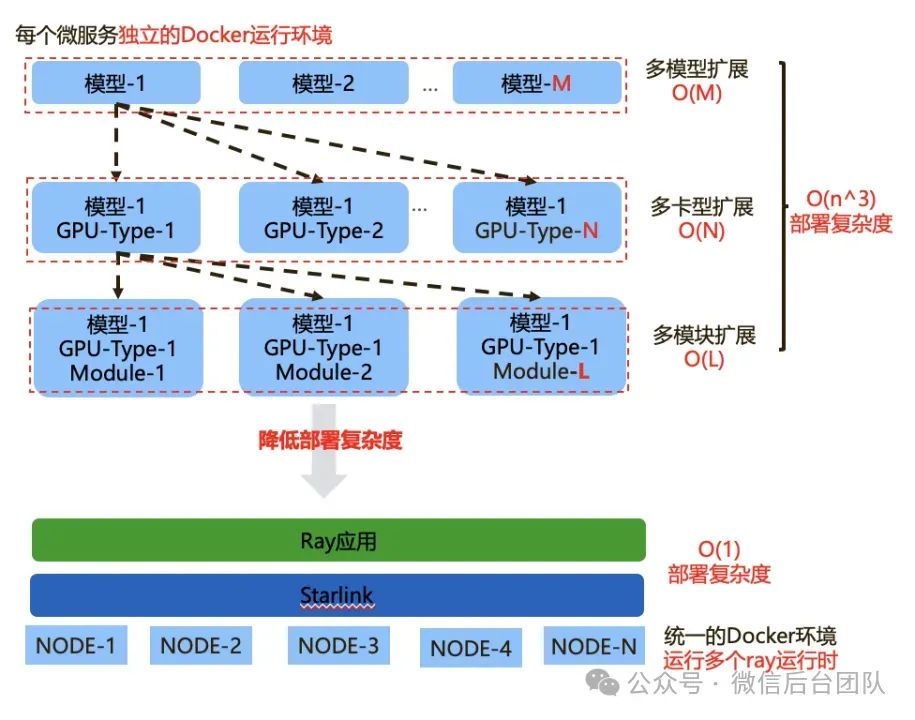 每个微服务独立的Docker运行环境
模型-1
模型-2
...
模型-M
多模型扩展
O(M)
模型-1
GPU-Type-1
模型-1
GPU-Type-2
...
模型-1
GPU-Type-N
多卡型扩展
O(N)
O(n^3)
部署复杂度
模型-1
GPU-Type-1
Module-1
模型-1
GPU-Type-1
Module-2
模型-1
GPU-Type-1
Module-L
多模块扩展
O(L)
降低部署复杂度
Ray应用
O(1)
部署复杂度
Starlink
NODE-1
NODE-2
NODE-3
NODE-4
NODE-N
统一的Docker环境
运行多个ray运行时
公众号 · 微信后台团队